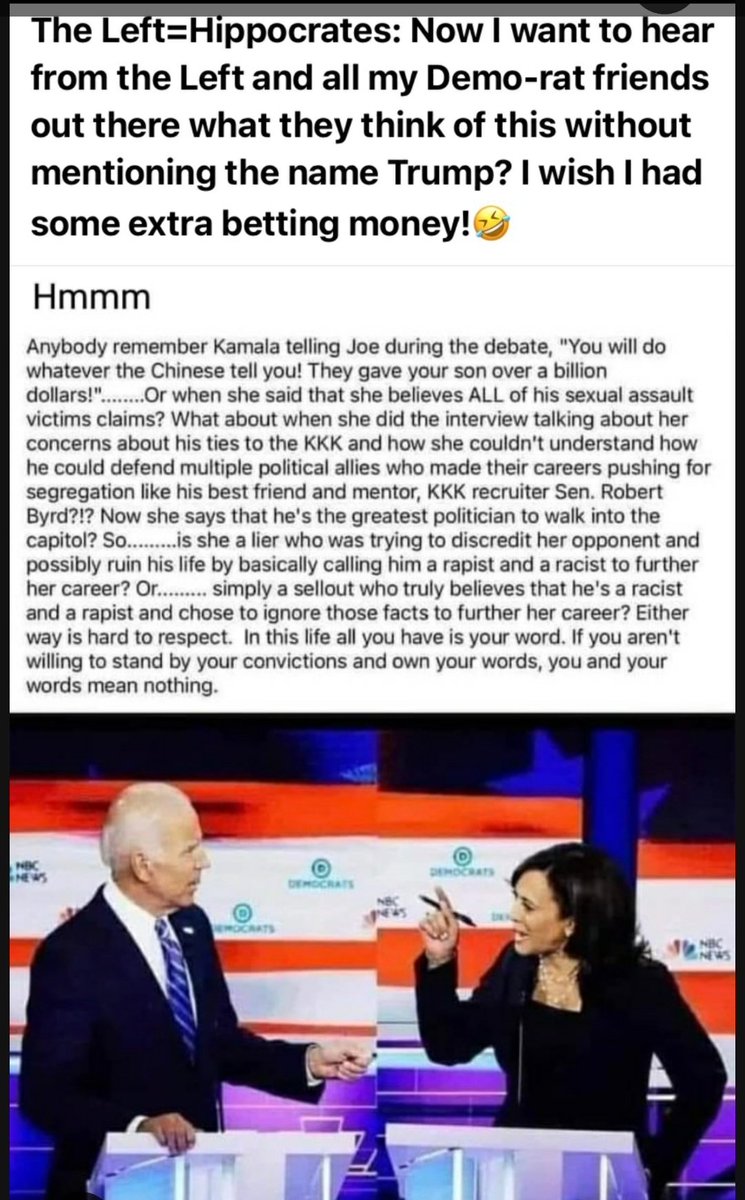 The Left=Hippocrates: Now I want to hear
from the Left and all my Demo-rat friends
out there what they think of this without
mentioning the name Trump? I wish I had
some extra betting money!🤣
Hmmm
Anybody remember Kamala telling Joe during the debate, "You will do
whatever the Chinese tell you! They gave your son over a billion
dollars!"........Or when she said that she believes ALL of his sexual assault
victims claims? What about when she did the interview talking about her
concerns about his ties to the KKK and how she couldn't understand how
he could defend multiple political allies who made their careers pushing for
segregation like his best friend and mentor, KKK recruiter Sen. Robert
Byrd?!? Now she says that he's the greatest politician to walk into the
capitol? So.........is she a lier who was trying to discredit her opponent and
possibly ruin his life by basically calling him a rapist and a racist to further
her career? Or......... simply a sellout who truly believes that he's a racist
and a rapist and chose to ignore those facts to further her career? Either
way is hard to respect.  In this life all you have is your word. If you aren't
willing to stand by your convictions and own your words, you and your
words mean nothing.
NBC
NEWS
DEMOCRATS
DEMOCRATS
DEMOCRATS
NBC
NEWS
NBC
NEWS